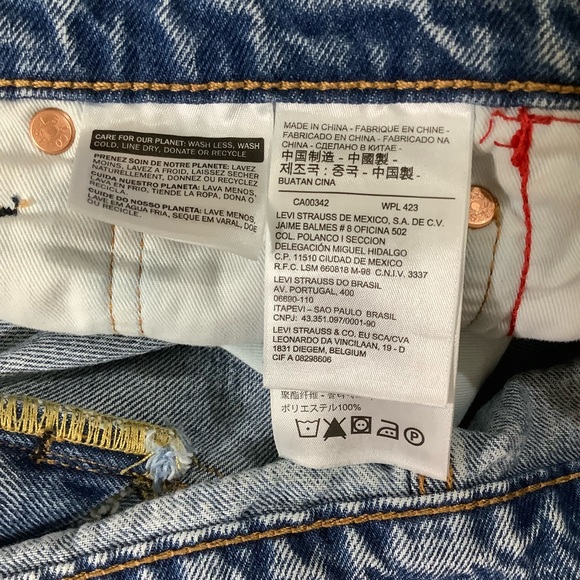 CARE FOR OUR PLANET: WASH LESS, WASH
COLD, LINE DRY, DONATE OR RECYCLE
PRENEZ SOIN DE NOTRE PLANETE: LAVEZ
MOINS, LAVEZ A FROID, LAISSEZ SECHER
NATURELLEMENT, DONNEZ OU RECYCLEZ
CUIDA NUESTRO PLANETA: LAVA MENOS,
LAVA EN FRIO, TIENDE LA ROPA, DONA
O RECICLA
CUIDE DO NOSSO PLANETA: LAVE MENOS,
LAVE EM AGUA FRIA, SEQUE EM VARAL, DOE
OU RECICLE
MADE IN CHINA - FABRIQUE EN CHINE -
FABRICADO EN CHINA - FABRICADO NA
CHINA - СДЕЛАНО В КИТАЕ -
中国制造 - 中國製 -
제조국: 중국 - 中国製 -
BUATAN CINA
CA00342 WPL 423
LEVI STRAUSS DE MEXICO, S.A. DE C.V.
JAIME BALMES # 8 OFICINA 502
COL. POLANCO I SECCION
DELEGACIÓN MIGUEL HIDALGO
C.P. 11510 CIUDAD DE MEXICO
R.F.C. LSM 660818 M-98 C.N.I.V. 3337
LEVI STRAUSS DO BRASIL
AV. PORTUGAL, 400
06690-110
ITAPEVI – SAO PAULO BRASIL
CNPJ: 43.351.097/0001-90
LEVI STRAUSS & CO, EU SCA/CVA
LEONARDO DA VINCILAAN, 19 - D
1831 DIEGEM, BELGIUM
CIF A 08298606
聚酯纤维 -
ポリエステル100%